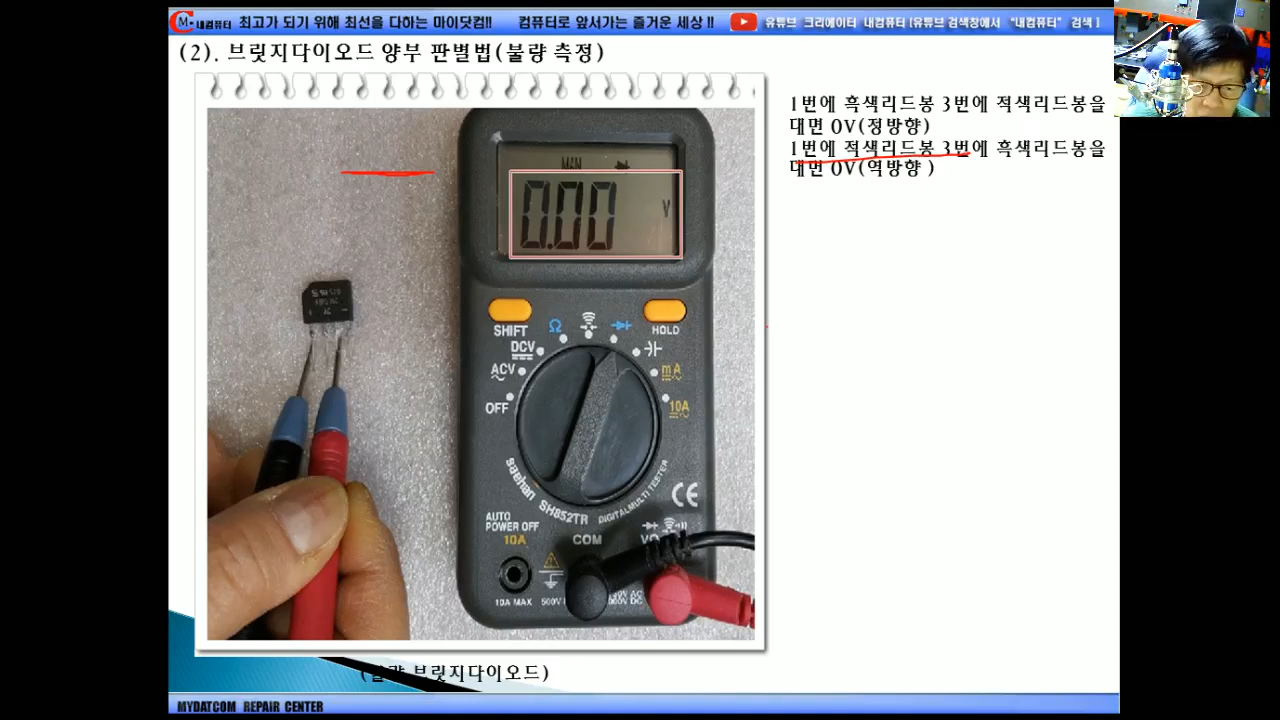 C M 내컴퓨터 최고가 되기 위해 최선을 다하는 마이닷컴!! 컴퓨터로 앞서가는 즐거운 세상 !! 유튜브 크리에이터 내컴퓨터 [유튜브 검색창에서 "내컴퓨터" 검색 ]
(2). 브릿지다이오드 양부 판별법(불량 측정)
1번에 흑색리드봉 3번에 적색리드봉을
대면 0V(정방향)
1번에 적색리드봉 3번에 흑색리드봉을
대면 0V(역방향 )
MAN
0.00 V
SHIFT Ω HOLD
DCV
ACV mA
OFF 10A
saehan SH852TR DIGITAL MULTI TESTER
CE
AUTO
POWER OFF
10A COM
10A MAX 500V
브릿지다이오드)
MYDATCOM REPAIR CENTER